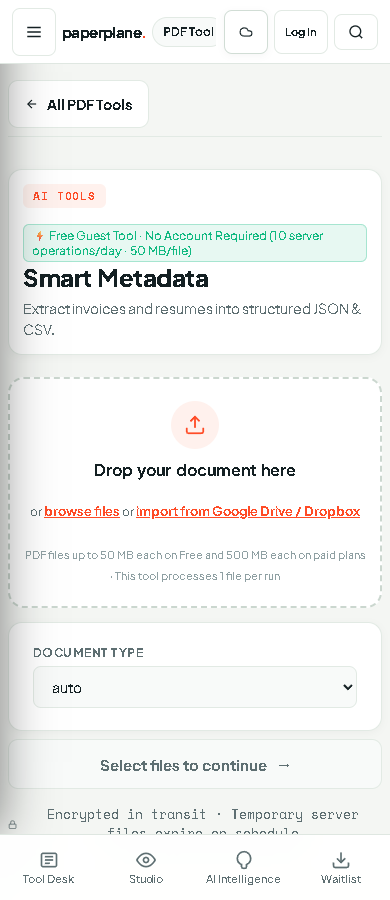 paperplane.
PDF Tool
Log In
← All PDF Tools
AI TOOLS
Free Guest Tool · No Account Required (10 server
operations/day · 50 MB/file)
Smart Metadata
Extract invoices and resumes into structured JSON &
CSV.
Drop your document here
or browse files or import from Google Drive / Dropbox
PDF files up to 50 MB each on Free and 500 MB each on paid plans
· This tool processes 1 file per run
DOCUMENT TYPE
auto
Select files to continue →
Encrypted in transit · Temporary server
files expire on schedule
Tool Desk
Studio
AI Intelligence
Waitlist